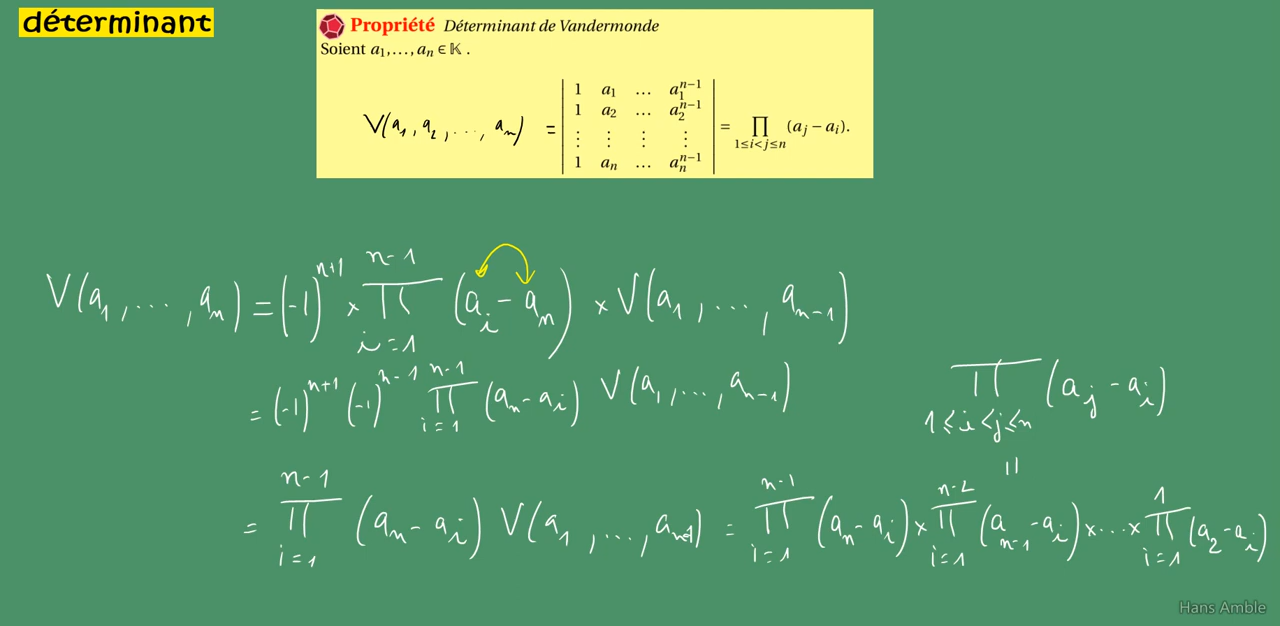 déterminant
Propriété Déterminant de Vandermonde
Soient a₁,…,aₙ ∈ 𝕂 .
V(a₁, a₂, …, aₙ) = | 1 a₁ … a₁ⁿ⁻¹
1 a₂ … a₂ⁿ⁻¹
⋮ ⋮ ⋮ ⋮
1 aₙ … aₙⁿ⁻¹ | = ∏_{1≤i<j≤n} (aⱼ − aᵢ).
V(a₁, …, aₙ) = (-1)ⁿ⁺¹ × ∏_{i=1}^{n-1} (aᵢ − aₙ) × V(a₁, …, aₙ₋₁)
= (-1)ⁿ⁺¹ (-1)ⁿ⁻¹ ∏_{i=1}^{n-1} (aₙ − aᵢ) V(a₁, …, aₙ₋₁)
∏_{1≤i<j≤n} (aⱼ − aᵢ)
||
= ∏_{i=1}^{n-1} (aₙ − aᵢ) V(a₁, …, aₙ₋₁) = ∏_{i=1}^{n-1} (aₙ − aᵢ) × ∏_{i=1}^{n-2} (aₙ₋₁ − aᵢ) × … × ∏_{i=1}^{1} (a₂ − aᵢ)
Hans Amble